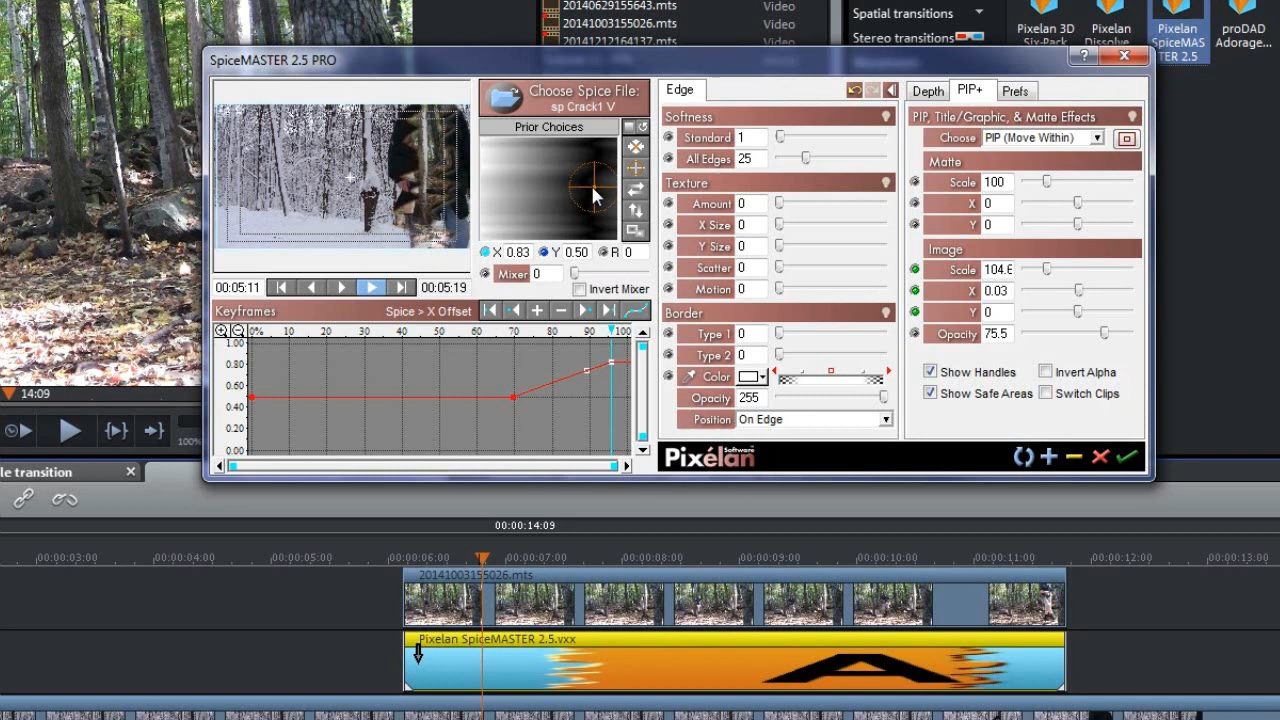 20140629155643.mts Video
20141003155026.mts Video
20141212164137.mts Video
Spatial transitions
Stereo transitions
Pixelan 3D Six-Pack
Pixelan Dissolve
Pixelan SpiceMAS TER 2.5
proDAD Adorage...
SpiceMASTER 2.5 PRO
?
Choose Spice File:
sp Crack1 V
Prior Choices
X 0.83 Y 0.50 R 0
Mixer 0
Invert Mixer
00:05:11
00:05:19
Keyframes Spice > X Offset
0% 10 20 30 40 50 60 70 80 90 100
1.00
0.80
0.60
0.40
0.20
0.00
Edge
Softness
Standard 1
All Edges 25
Texture
Amount 0
X Size 0
Y Size 0
Scatter 0
Motion 0
Border
Type 1 0
Type 2 0
Color
Opacity 255
Position On Edge
Depth PIP+ Prefs
PIP, Title/Graphic, & Matte Effects
Choose PIP (Move Within)
Matte
Scale 100
X 0
Y 0
Image
Scale 104.6
X 0.03
Y 0
Opacity 75.5
Show Handles Invert Alpha
Show Safe Areas Switch Clips
Pixélan Software
14:09
100%
le transition
00:00:14:09
00:00:03:00 00:00:04:00 00:00:05:00 00:00:06:00 00:00:07:00 00:00:08:00 00:00:09:00 00:00:10:00 00:00:11:00 00:00:12:00 00:00:13:00
20141003155026.mts
Pixelan SpiceMASTER 2.5.vxx
A